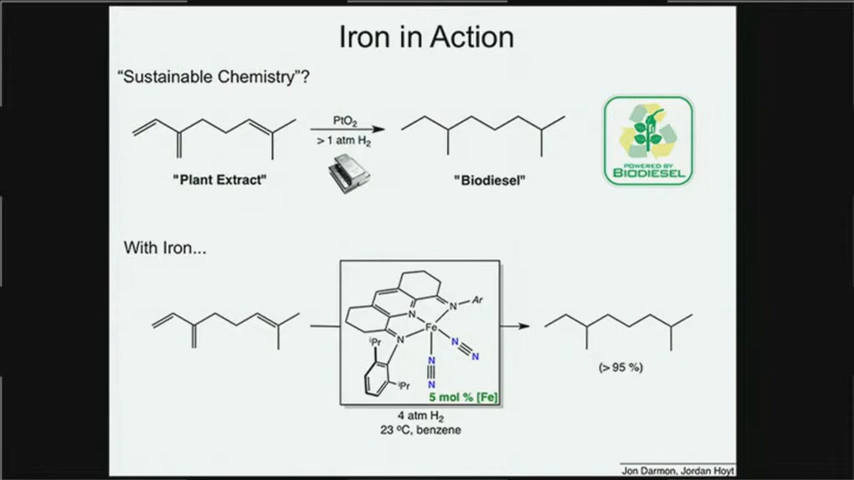 Iron in Action
“Sustainable Chemistry”?
PtO2
> 1 atm H2
"Plant Extract"
"Biodiesel"
POWERED BY
BIODIESEL
With Iron...
N
Ar
N
Fe
N
iPr
N
N
N
N
iPr
5 mol % [Fe]
4 atm H2
23 ºC, benzene
(> 95 %)
Jon Darmon, Jordan Hoyt